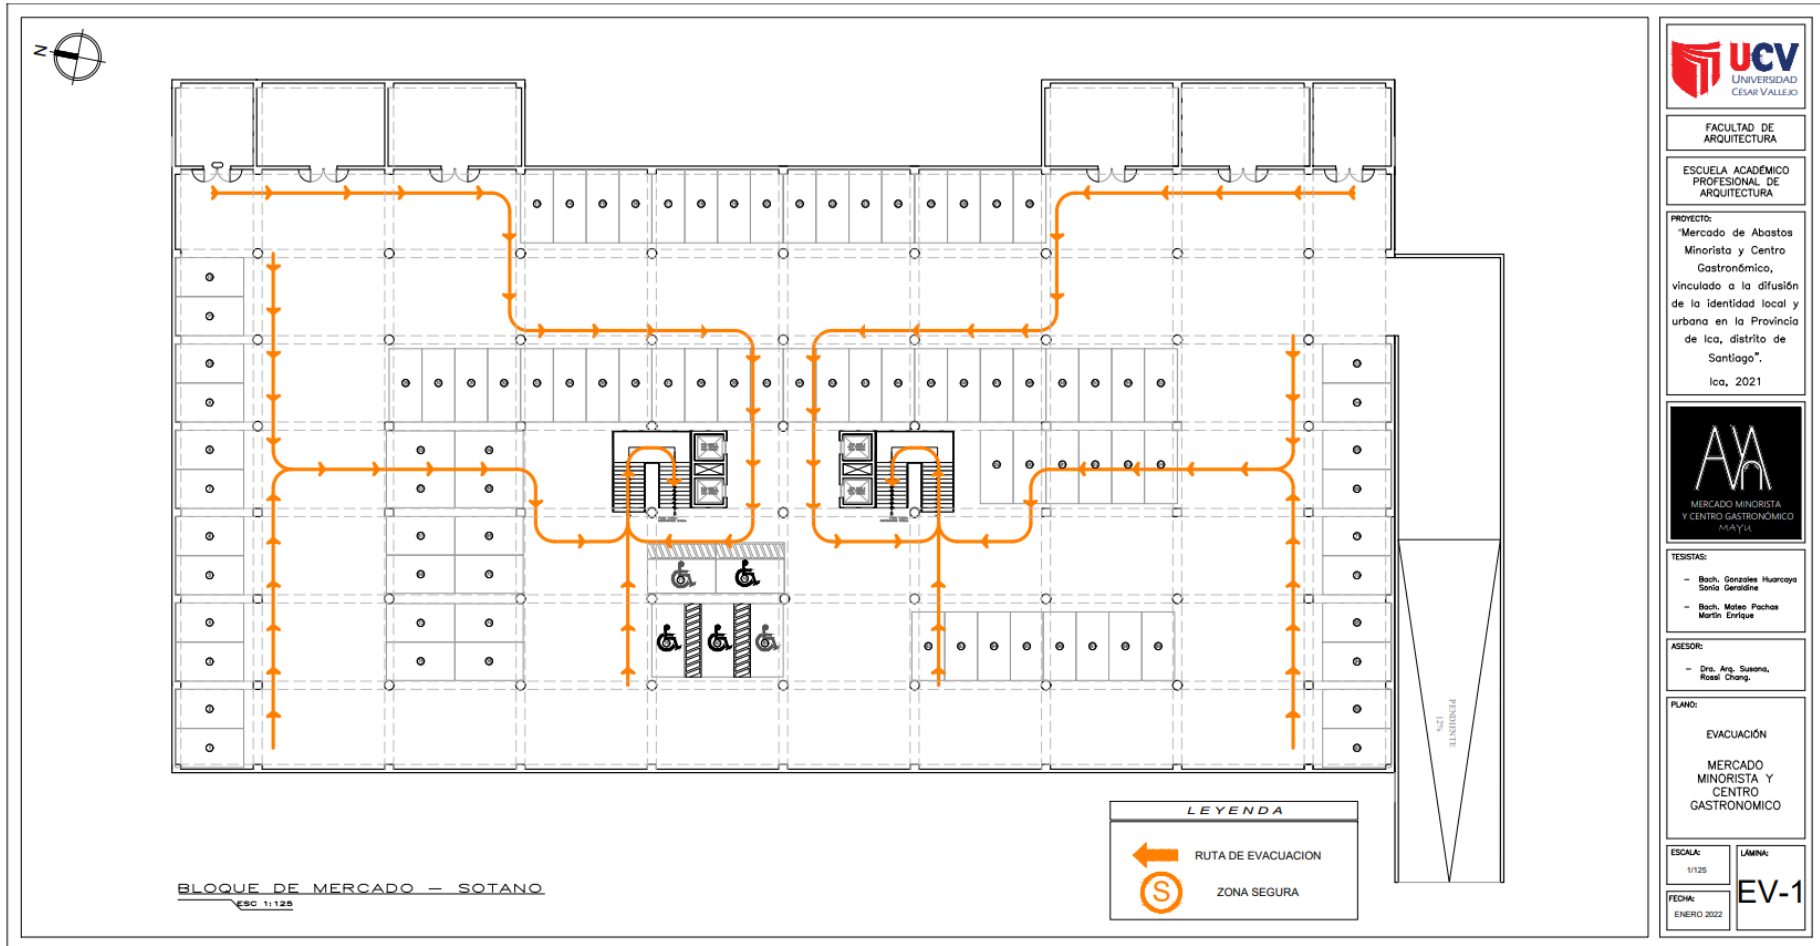 N
BLOQUE DE MERCADO – SOTANO
ESC 1:125
PENDIENTE
12%
LEYENDA
RUTA DE EVACUACION
S
ZONA SEGURA
UCV
UNIVERSIDAD
CÉSAR VALLEJO
FACULTAD DE
ARQUITECTURA
ESCUELA ACADÉMICO
PROFESIONAL DE
ARQUITECTURA
PROYECTO:
"Mercado de Abastos
Minorista y Centro
Gastronómico,
vinculado a la difusión
de la identidad local y
urbana en la Provincia
de Ica, distrito de
Santiago".
Ica, 2021
MERCADO MINORISTA
Y CENTRO GASTRONÓMICO
MAYU
TESISTAS:
– Bach. Gonzales Huarcaya
Sonia Geraldine
– Bach. Mateo Pachas
Martin Enrique
ASESOR:
– Dra. Arq. Susana,
Rossi Chang.
PLANO:
EVACUACIÓN
MERCADO
MINORISTA Y
CENTRO
GASTRONOMICO
ESCALA:
1/125
LÁMINA:
EV-1
FECHA:
ENERO 2022